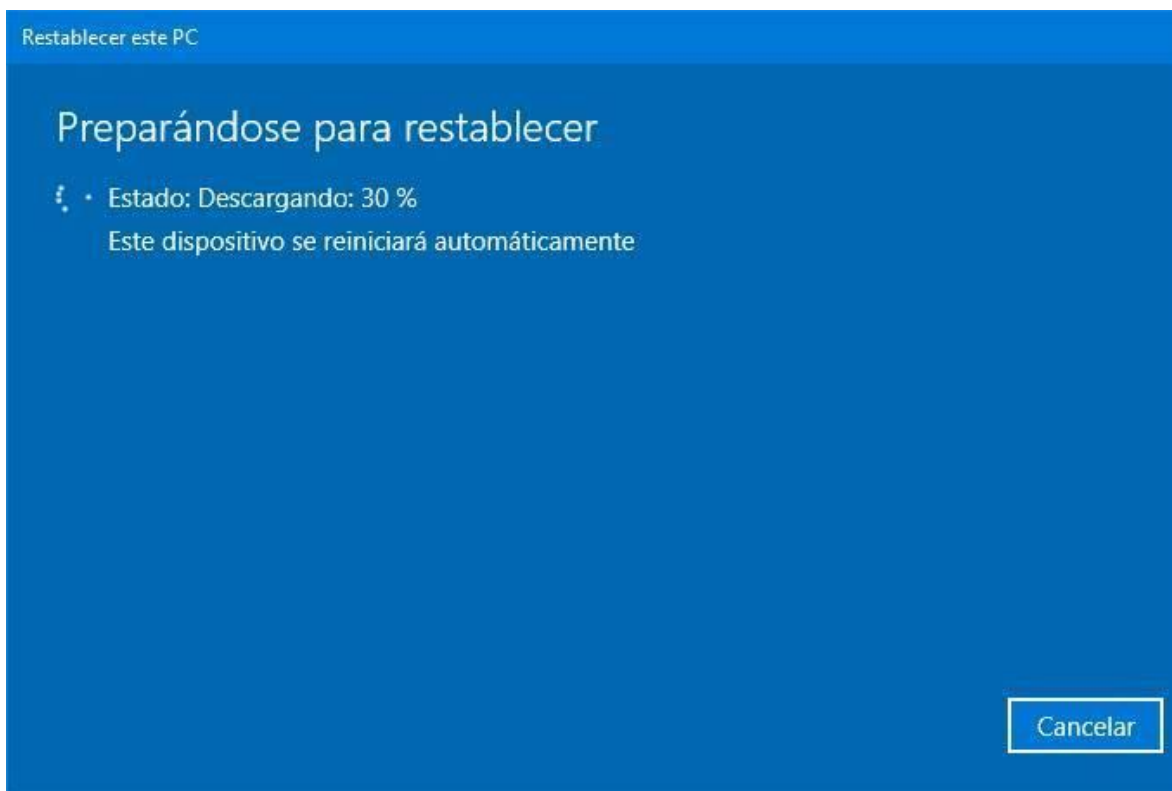 Restablecer este PC
Preparándose para restablecer
Estado: Descargando: 30 %
Este dispositivo se reiniciará automáticamente
Cancelar